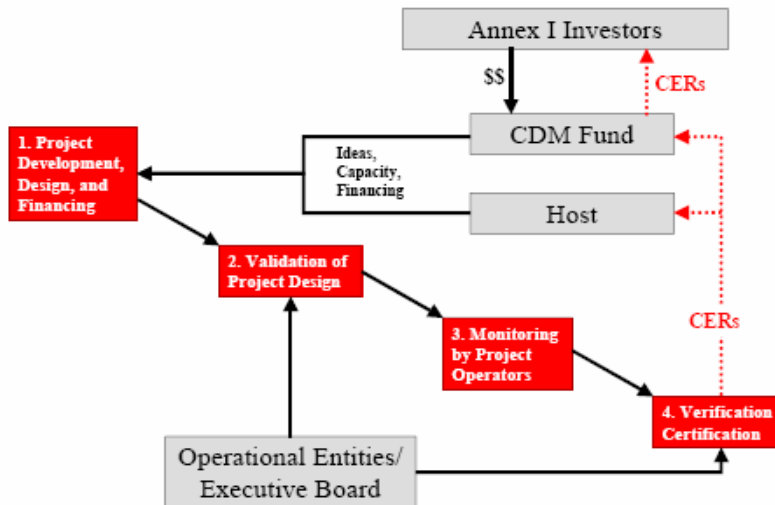 Annex I Investors
$$
CERs
CDM Fund
1. Project
Development,
Design, and
Financing
Ideas,
Capacity,
Financing
Host
2. Validation of
Project Design
CERs
3. Monitoring
by Project
Operators
4. Verification
Certification
Operational Entities/
Executive Board